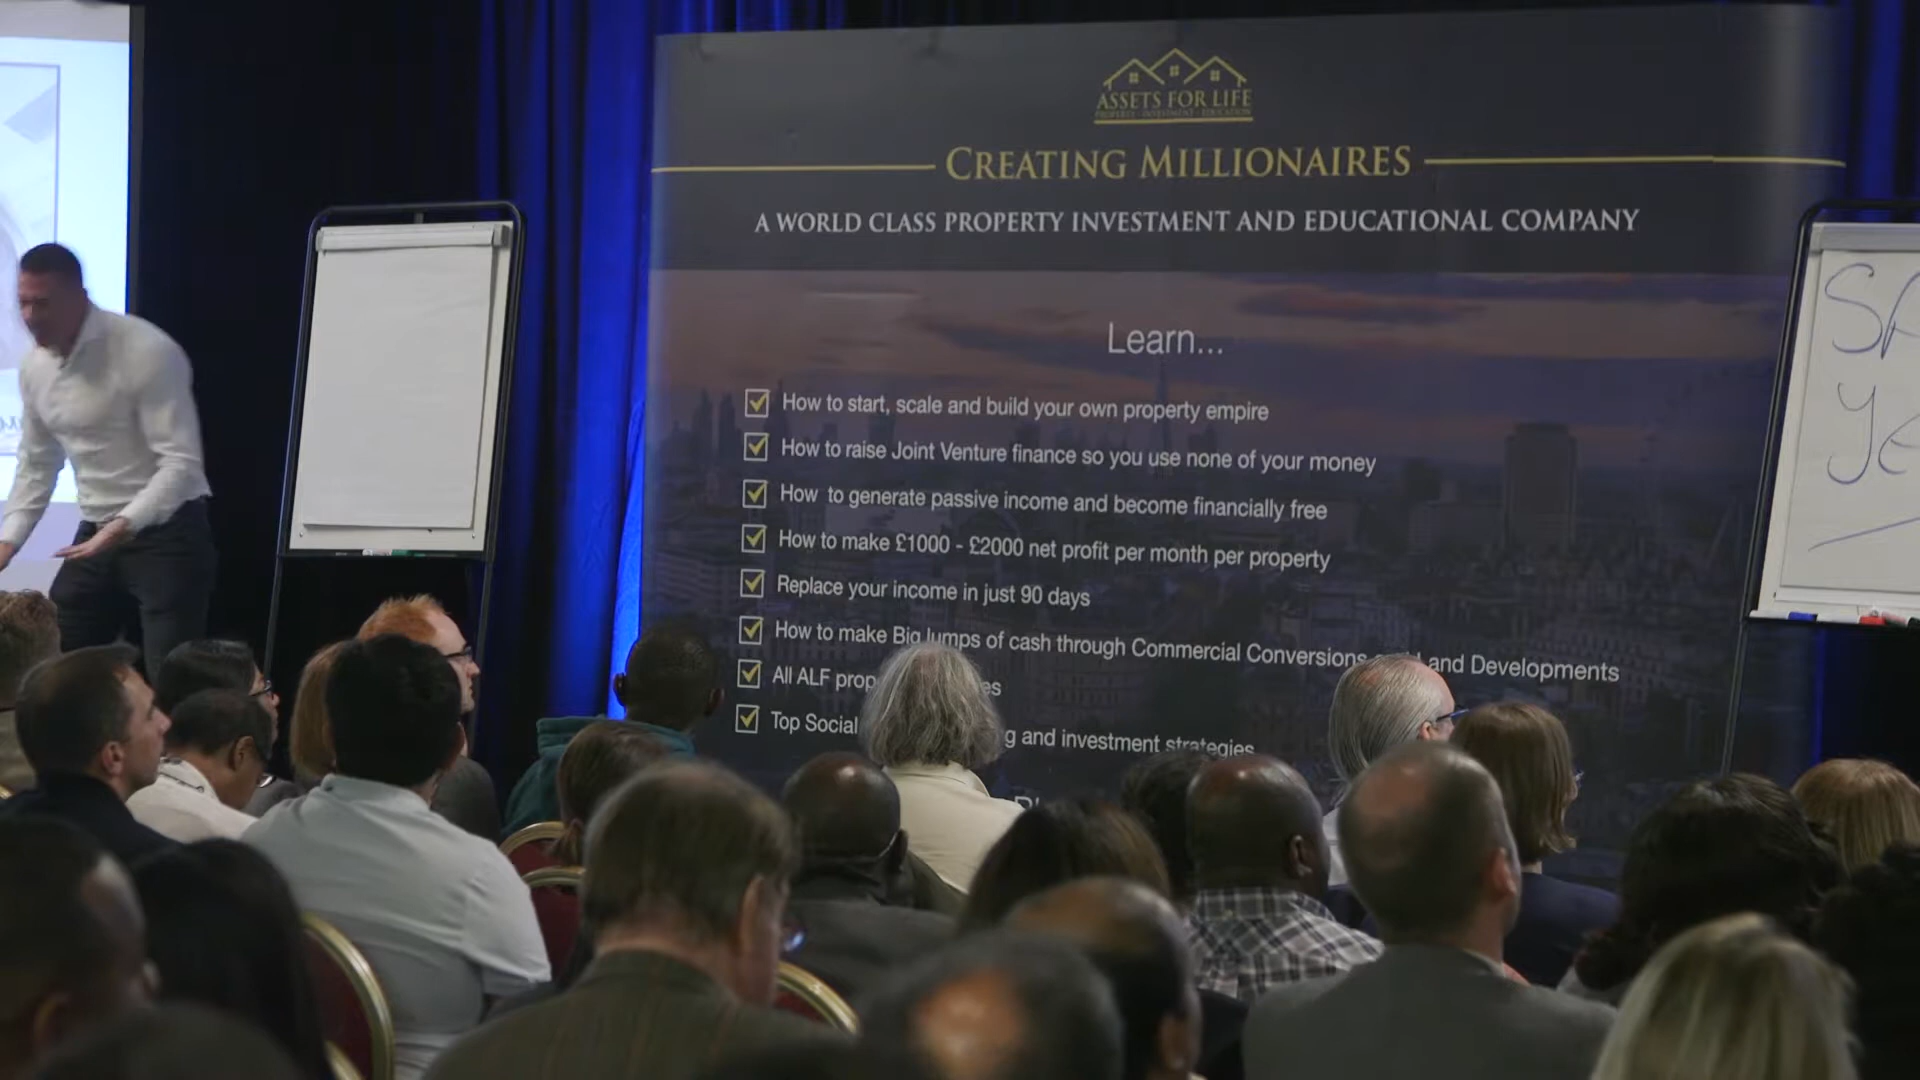 ASSETS FOR LIFE
PROPERTY · INVESTMENT · EDUCATION
CREATING MILLIONAIRES
A WORLD CLASS PROPERTY INVESTMENT AND EDUCATIONAL COMPANY
Learn...
How to start, scale and build your own property empire
How to raise Joint Venture finance so you use none of your money
How to generate passive income and become financially free
How to make £1000 - £2000 net profit per month per property
Replace your income in just 90 days
How to make Big lumps of cash through Commercial Conversions Land Developments
All ALF
Top Social and investment strategies